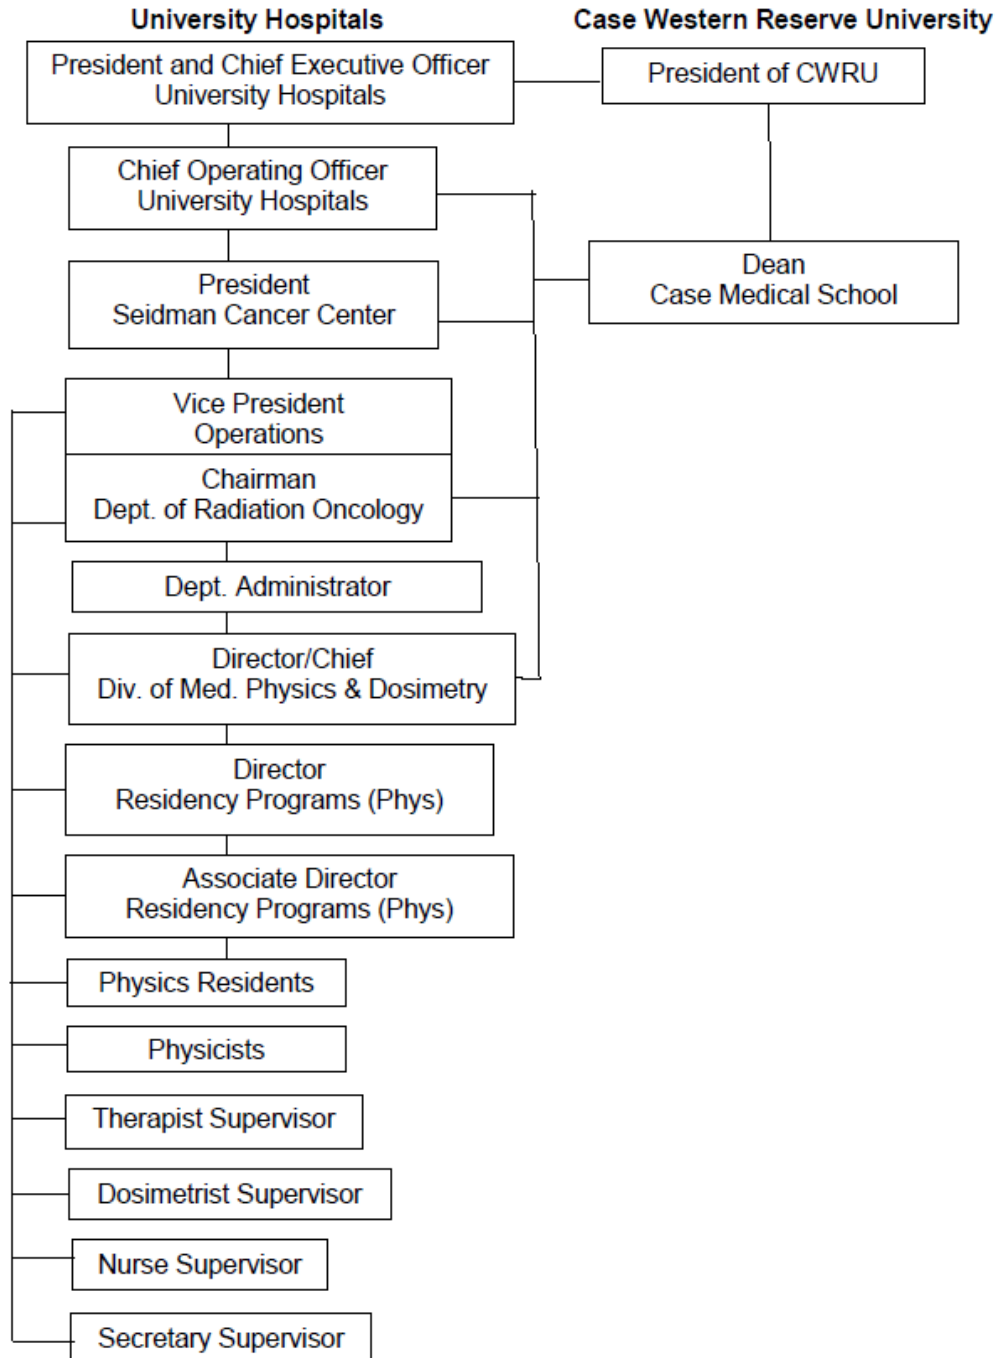 University Hospitals
Case Western Reserve University
President and Chief Executive Officer
University Hospitals
President of CWRU
Chief Operating Officer
University Hospitals
Dean
Case Medical School
President
Seidman Cancer Center
Vice President
Operations
Chairman
Dept. of Radiation Oncology
Dept. Administrator
Director/Chief
Div. of Med. Physics & Dosimetry
Director
Residency Programs (Phys)
Associate Director
Residency Programs (Phys)
Physics Residents
Physicists
Therapist Supervisor
Dosimetrist Supervisor
Nurse Supervisor
Secretary Supervisor